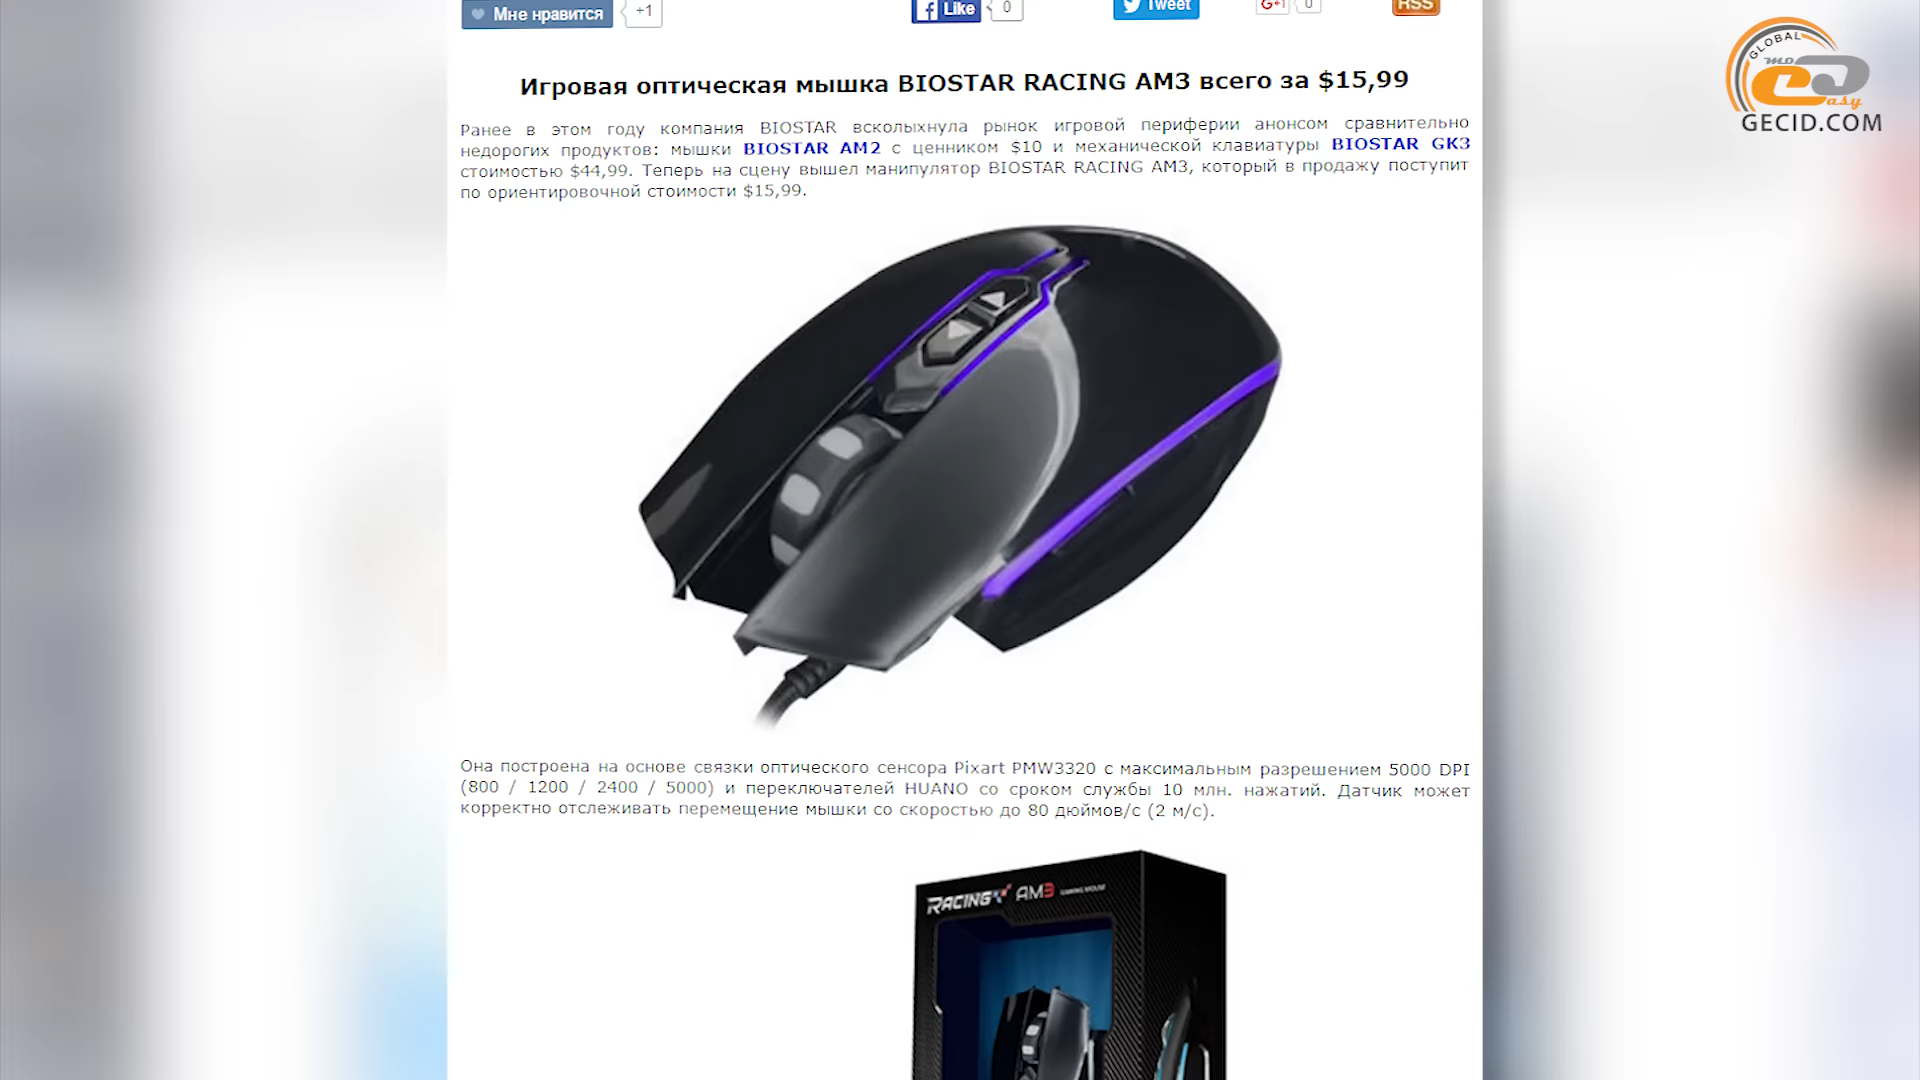 Мне нравится
+1
Like
0
Tweet
G+1
0
RSS
GLOBAL
easy
GECID.COM
Игровая оптическая мышка BIOSTAR RACING AM3 всего за $15,99
Ранее в этом году компания BIOSTAR всколыхнула рынок игровой периферии анонсом сравнительно
недорогих продуктов: мышки BIOSTAR AM2 с ценником $10 и механической клавиатуры BIOSTAR GK3
стоимостью $44,99. Теперь на сцену вышел манипулятор BIOSTAR RACING AM3, который в продажу поступит
по ориентировочной стоимости $15,99.
Она построена на основе связки оптического сенсора Pixart PMW3320 с максимальным разрешением 5000 DPI
(800 / 1200 / 2400 / 5000) и переключателей HUANO со сроком службы 10 млн. нажатий. Датчик может
корректно отслеживать перемещение мышки со скоростью до 80 дюймов/с (2 м/с).
RACING AM3 GAMING MOUSE